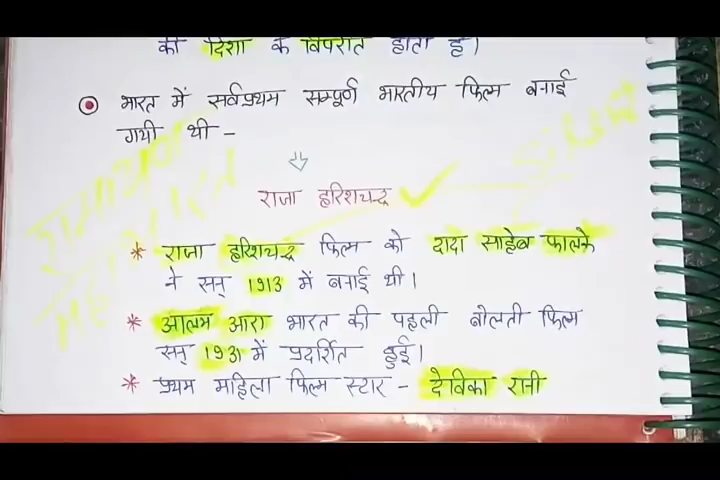 की दिशा के विपरीत होता है।
भारत में सर्वप्रथम सम्पूर्ण भारतीय फिल्म बनाई
गयी थी -
राजा हरिशचन्द्र
* राजा हरिशचन्द्र फिल्म को दादा साहेब फाल्के
ने सन् 1913 में बनाई थी।
* आलम आरा भारत की पहली बोलती फिल्म
सन् 1931 में प्रदर्शित हुई।
* प्रथम महिला फिल्म स्टार - देविका रानी